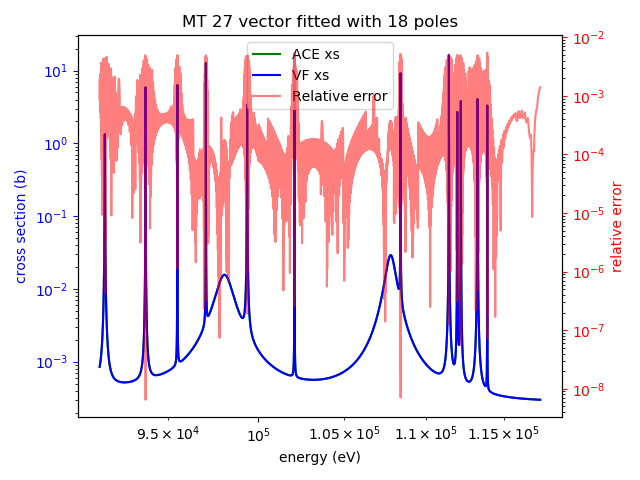 MT 27 vector fitted with 18 poles
ACE xs
VF xs
Relative error
10¹
10⁰
10⁻¹
10⁻²
10⁻³
cross section (b)
10⁻²
10⁻³
10⁻⁴
10⁻⁵
10⁻⁶
10⁻⁷
10⁻⁸
relative error
9.5 × 10⁴
10⁵
1.05 × 10⁵
1.1 × 10⁵
1.15 × 10⁵
energy (eV)